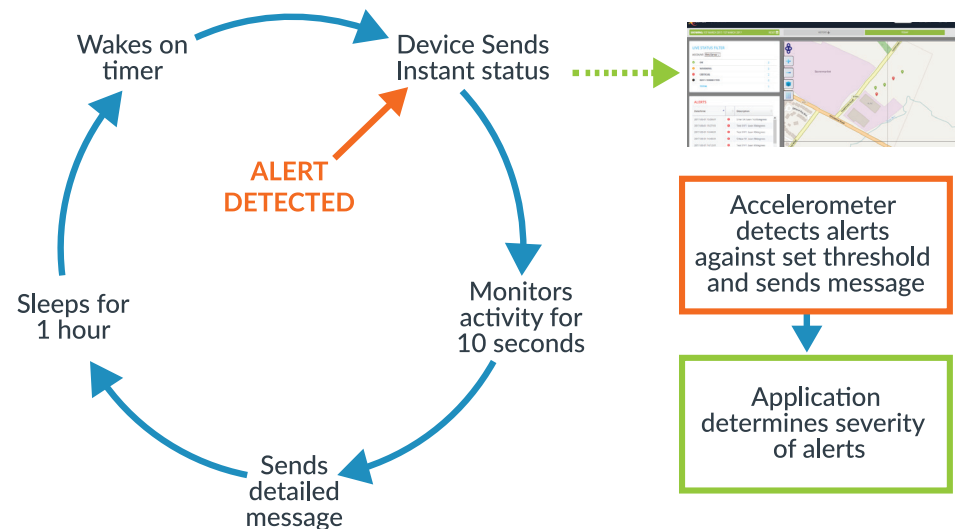 Wakes on
timer
Device Sends
Instant status
ALERT
DETECTED
Monitors
activity for
10 seconds
Sends
detailed
message
Sleeps for
1 hour
ALERTS
Accelerometer
detects alerts
against set threshold
and sends message
Application
determines severity
of alerts